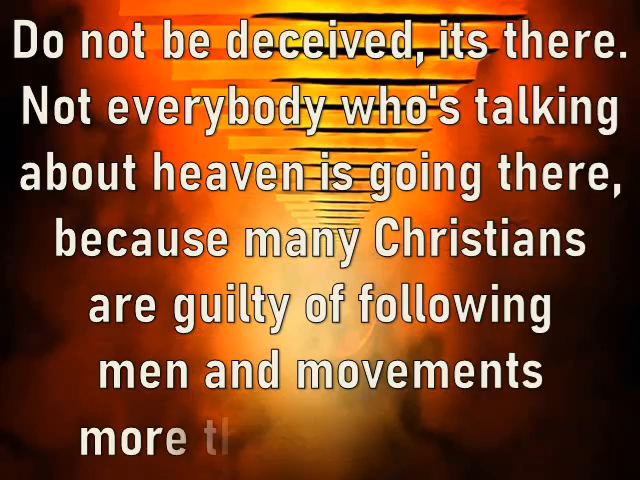 Do not be deceived, its there.
Not everybody who's talking
about heaven is going there,
because many Christians
are guilty of following
men and movements
more